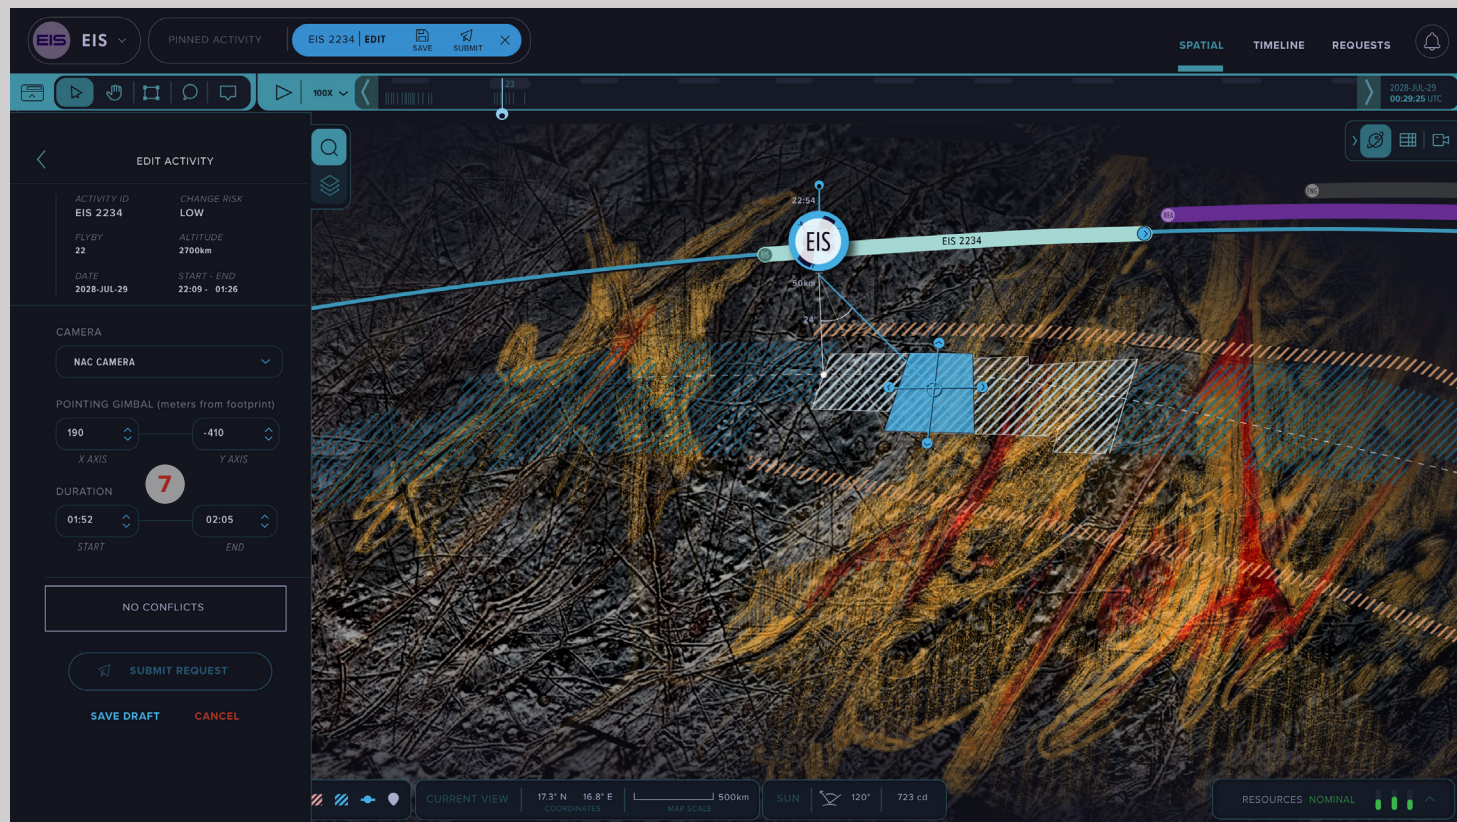 EIS EIS PINNED ACTIVITY EIS 2234 EDIT SAVE SUBMIT SPATIAL TIMELINE REQUESTS
100X 23 2028-JUL-29
00:29:25 UTC
EDIT ACTIVITY
ACTIVITY ID CHANGE RISK
EIS 2234 LOW
FLYBY ALTITUDE
22 2700km
DATE START - END
2028-JUL-29 22:09 - 01:26
CAMERA
NAC CAMERA
POINTING GIMBAL (meters from footprint)
190 -410
X AXIS Y AXIS
7
DURATION
01:52 02:05
START END
NO CONFLICTS
SUBMIT REQUEST
SAVE DRAFT CANCEL
ENG
REA
22:54
EIS
EIS EIS 2234
50km
24°
CURRENT VIEW 17.3° N 16.8° E 500km SUN 120° 723 cd RESOURCES NOMINAL
COORDINATES MAP SCALE